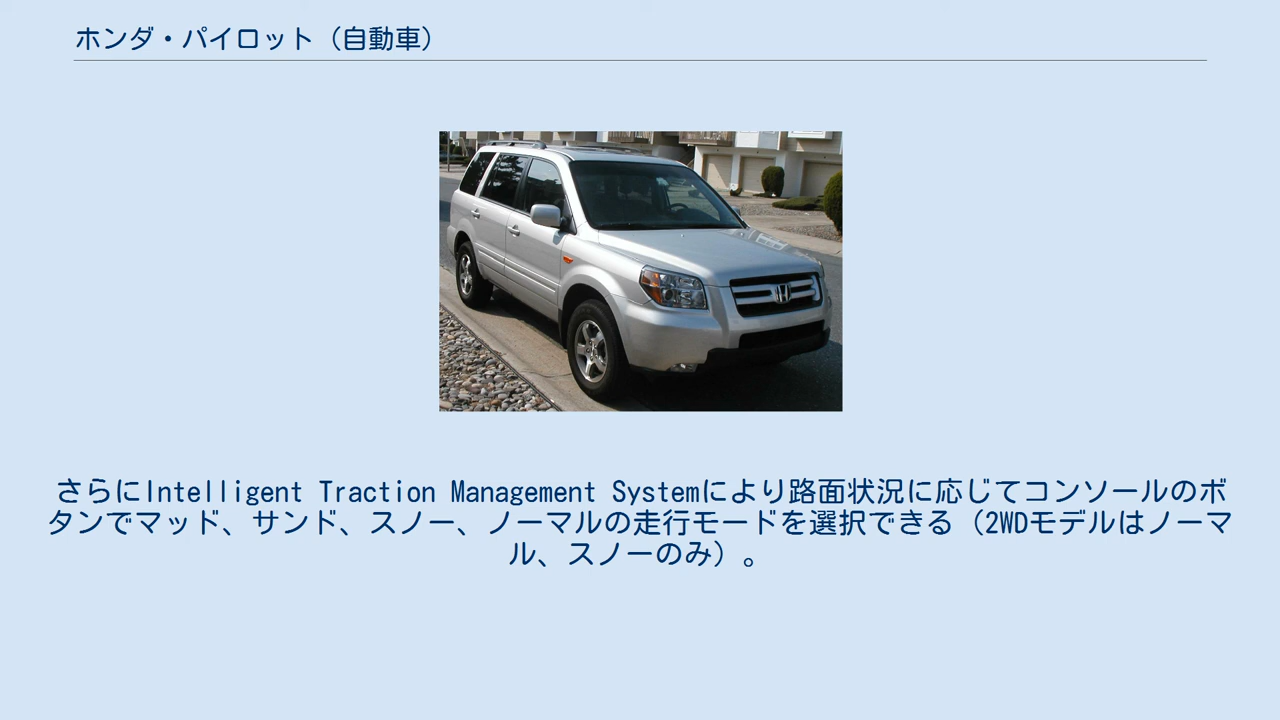 ホンダ・パイロット（自動車）
さらにIntelligent Traction Management Systemにより路面状況に応じてコンソールのボ
タンでマッド、サンド、スノー、ノーマルの走行モードを選択できる（2WDモデルはノーマ
ル、スノーのみ）。